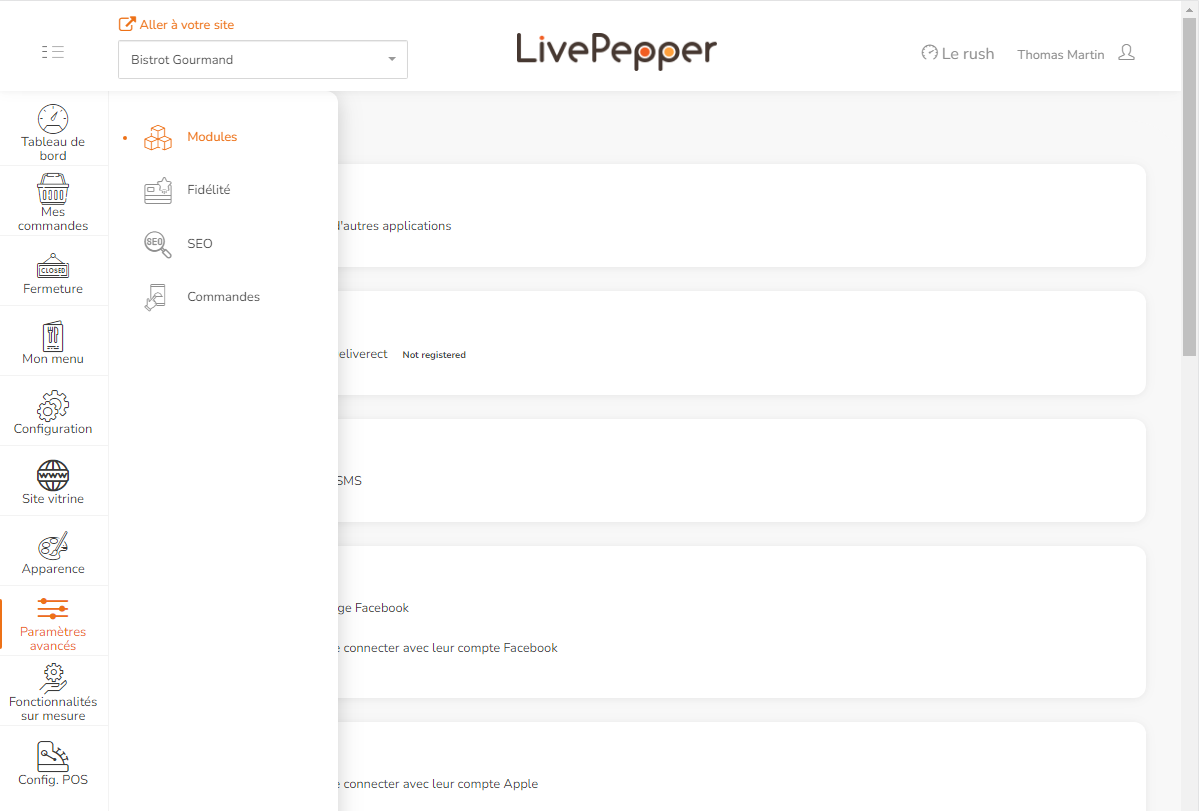 Aller à votre site
Bistrot Gourmand
LivePepper
Le rush
Thomas Martin
Tableau de
bord
Mes
commandes
CLOSED
Fermeture
Mon menu
Configuration
www
Site vitrine
Apparence
Paramètres
avancés
Fonctionnalités
sur mesure
Config. POS
Modules
Fidélité
SEO
SEO
Commandes
d'autres applications
eliverect Not registered
SMS
ge Facebook
e connecter avec leur compte Facebook
e connecter avec leur compte Apple